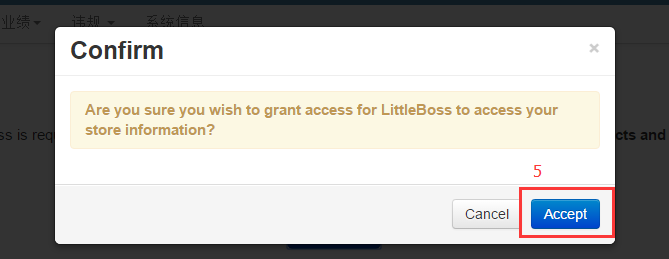 业绩 违规 系统信息
Confirm ×
Are you sure you wish to grant access for LittleBoss to access your
store information?
ss is requ
cts and
5
Cancel Accept